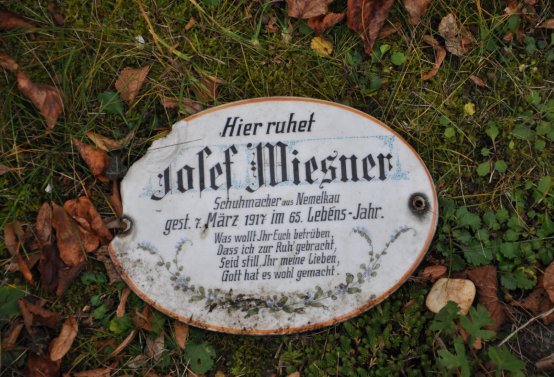 Hier ruhet
Josef Wiesner
Schuhmacher aus Nemelkau
gest. 7. März 1917 im 65. Lebens-Jahr.
Was wollt Ihr Euch betrüben,
Dass ich zur Ruh' gebracht,
Seid still, Ihr meine Lieben,
Gott hat es wohl gemacht.